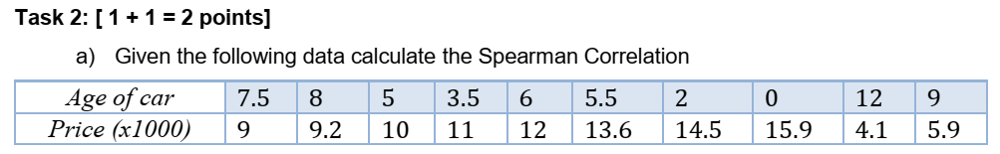 Task 2: [ 1 + 1 = 2 points]
a) Given the following data calculate the Spearman Correlation
Age of car 7.5 8 5 3.5 6 5.5 2 0 12 9
Price (x1000) 9 9.2 10 11 12 13.6 14.5 15.9 4.1 5.9